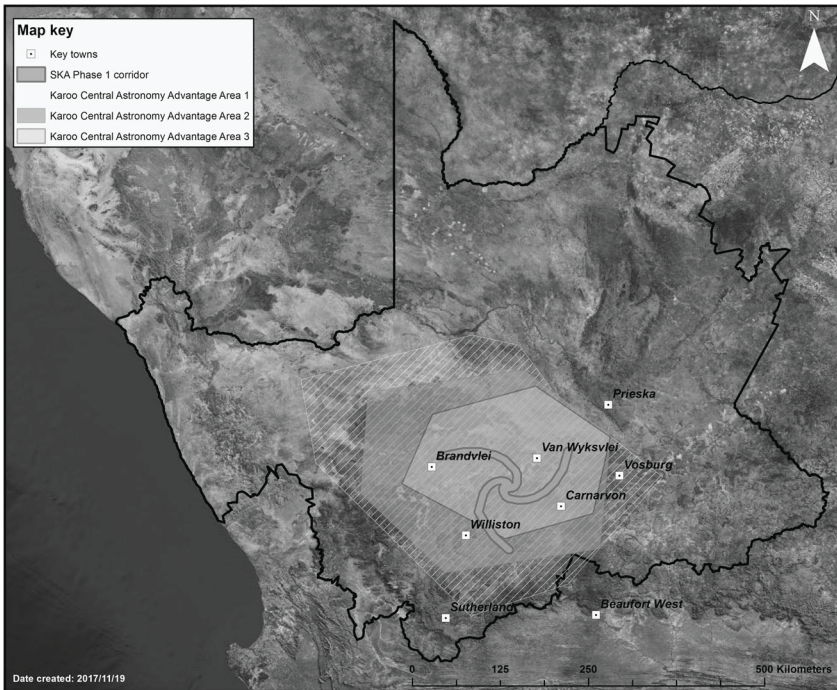 Map key
Key towns
SKA Phase 1 corridor
Karoo Central Astronomy Advantage Area 1
Karoo Central Astronomy Advantage Area 2
Karoo Central Astronomy Advantage Area 3
N
Prieska
Brandvlei
Van Wyksvlei
Vosburg
Carnarvon
Williston
Sutherland
Beaufort West
0 125 250 500 Kilometers
Date created: 2017/11/19